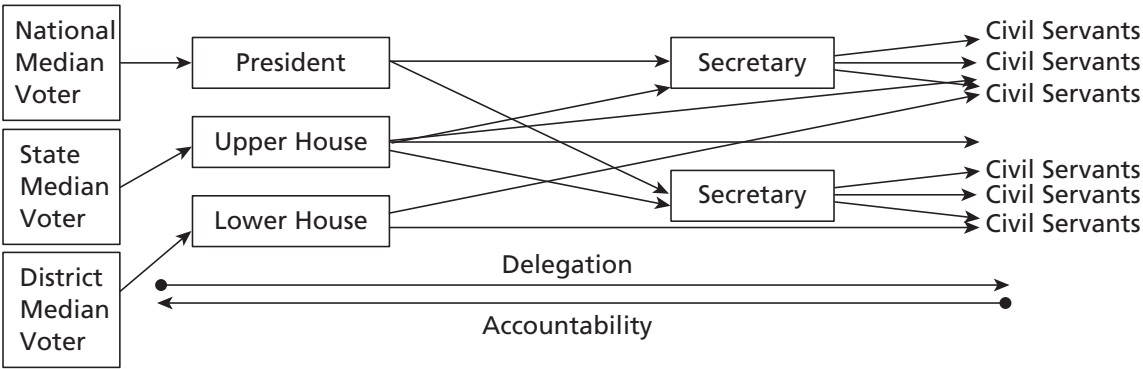 National
Median
Voter
State
Median
Voter
District
Median
Voter
President
Upper House
Lower House
Secretary
Secretary
Civil Servants
Civil Servants
Civil Servants
Civil Servants
Civil Servants
Civil Servants
Delegation
Accountability